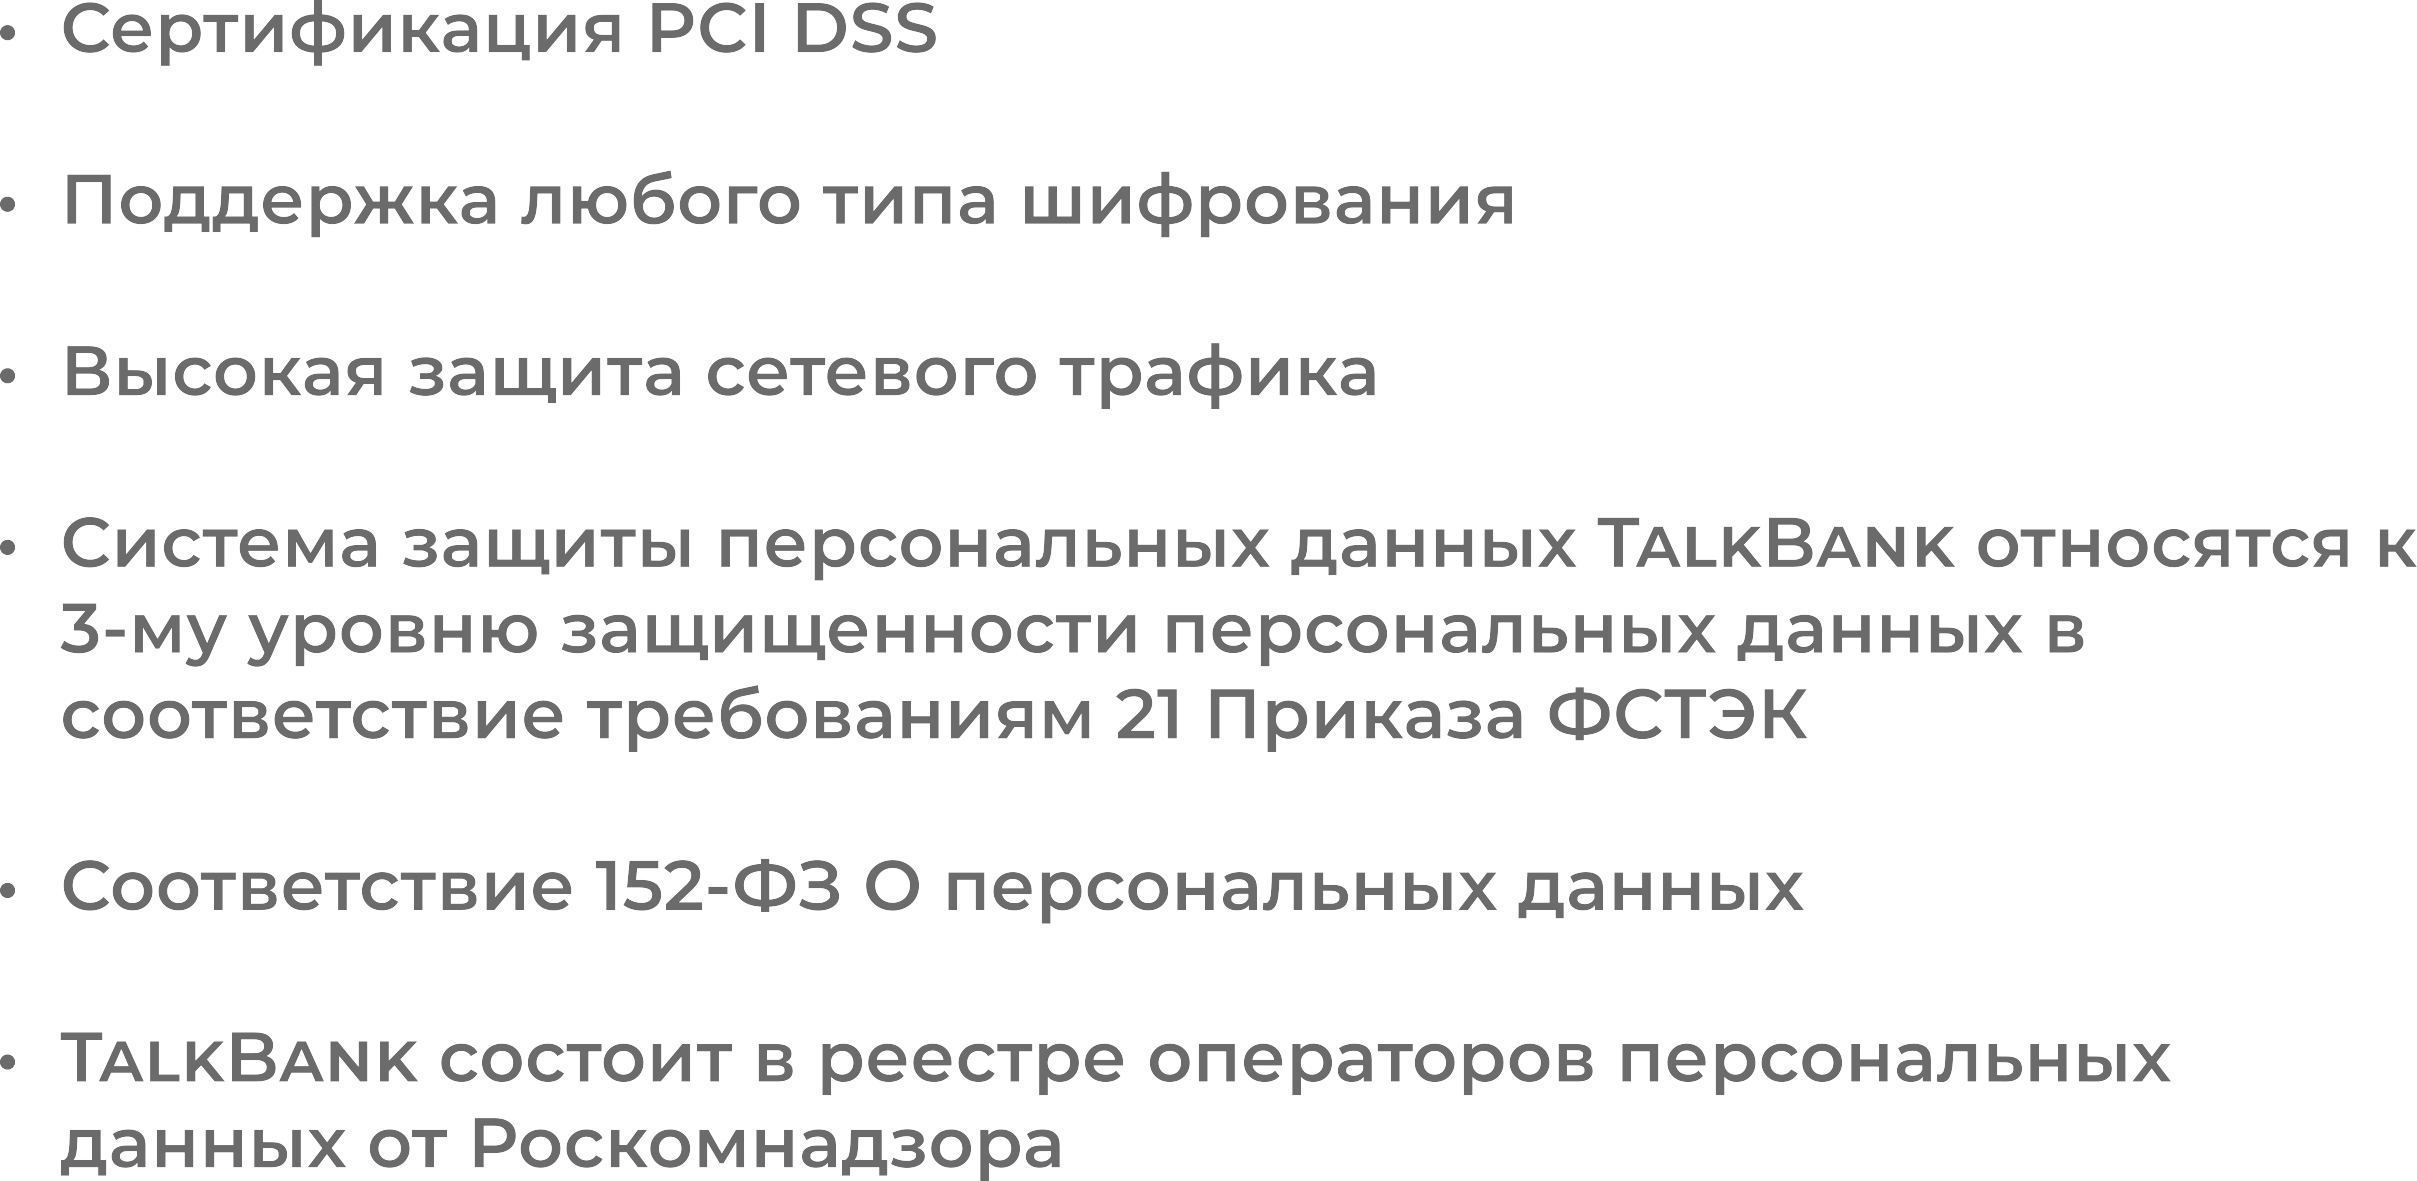 • Сертификация PCI DSS
• Поддержка любого типа шифрования
• Высокая защита сетевого трафика
• Система защиты персональных данных TalkBank относятся к
3-му уровню защищенности персональных данных в
соответствие требованиям 21 Приказа ФСТЭК
• Соответствие 152-ФЗ О персональных данных
• TalkBank состоит в реестре операторов персональных
данных от Роскомнадзора